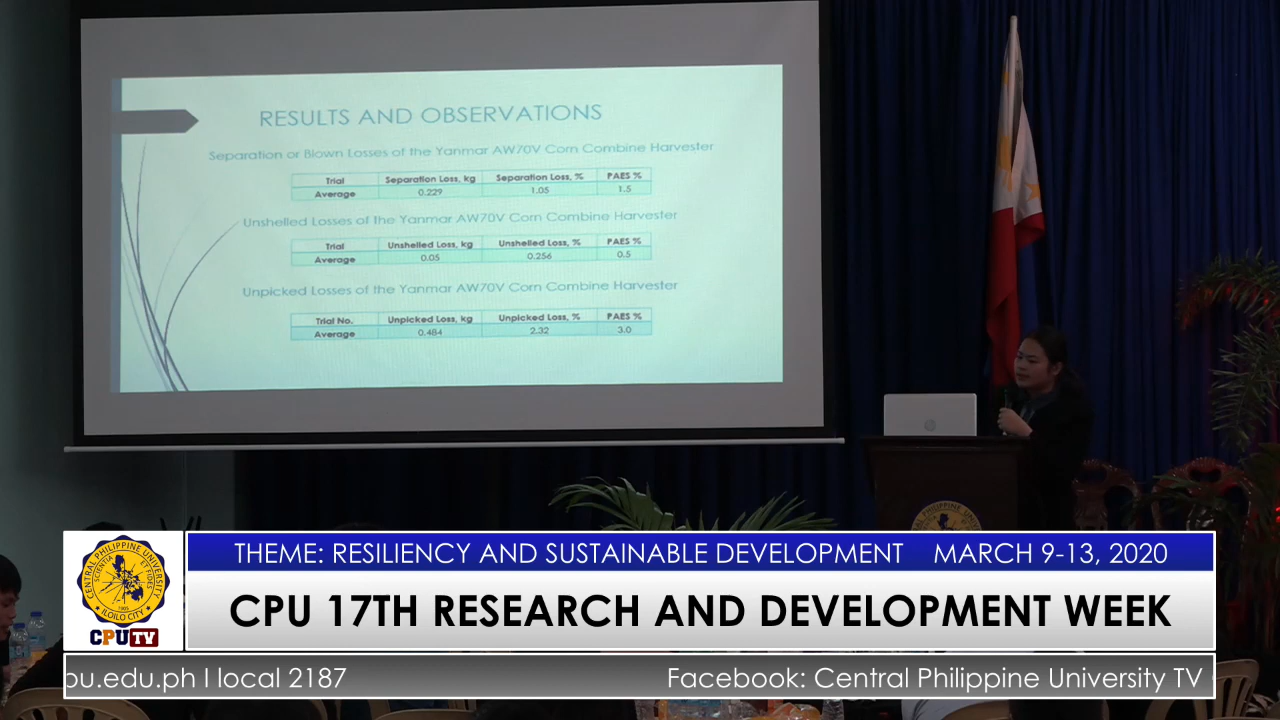 RESULTS AND OBSERVATIONS
Separation or Blown Losses of the Yanmar AW70V Corn Combine Harvester
Trial Separation Loss, kg Separation Loss, % PAES %
Average 0.229 1.05 1.5
Unshelled Losses of the Yanmar AW70V Corn Combine Harvester
Trial Unshelled Loss, kg Unshelled Loss, % PAES %
Average 0.05 0.256 0.5
Unpicked Losses of the Yanmar AW70V Corn Combine Harvester
Trial No. Unpicked Loss, kg Unpicked Loss, % PAES %
Average 0.484 2.32 3.0
CENTRAL PHILIPPINE UNIVERSITY
SCIENTIA ET FIDES
1905
ILOILO CITY
CPUTV
THEME: RESILIENCY AND SUSTAINABLE DEVELOPMENT MARCH 9-13, 2020
CPU 17TH RESEARCH AND DEVELOPMENT WEEK
pu.edu.ph l local 2187 Facebook: Central Philippine University TV